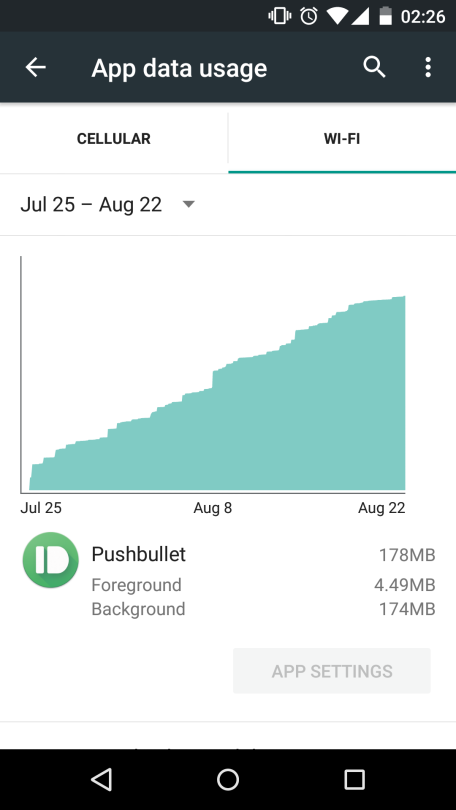 02:26
App data usage
CELLULAR WI-FI
Jul 25 – Aug 22
Jul 25 Aug 8 Aug 22
Pushbullet 178MB
Foreground 4.49MB
Background 174MB
APP SETTINGS